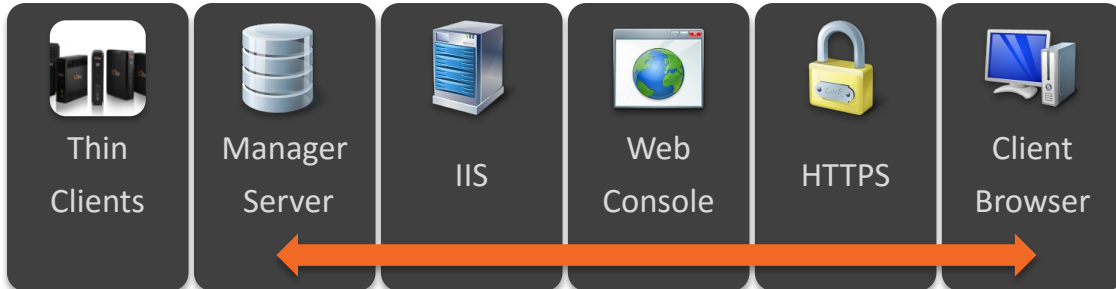 Thin
Clients
Manager
Server
IIS
Web
Console
HTTPS
Client
Browser